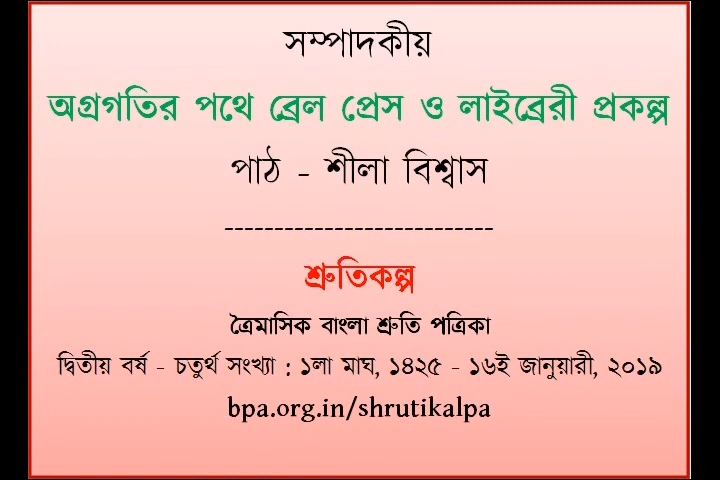 সম্পাদকীয়
অগ্রগতির পথে ব্রেল প্রেস ও লাইব্রেরী প্রকল্প
পাঠ - শীলা বিশ্বাস
---------------------------
শ্রুতিকল্প
ত্রৈমাসিক বাংলা শ্রুতি পত্রিকা
দ্বিতীয় বর্ষ - চতুর্থ সংখ্যা : ১লা মাঘ, ১৪২৫ - ১৬ই জানুয়ারী, ২০১৯
bpa.org.in/shrutikalpa